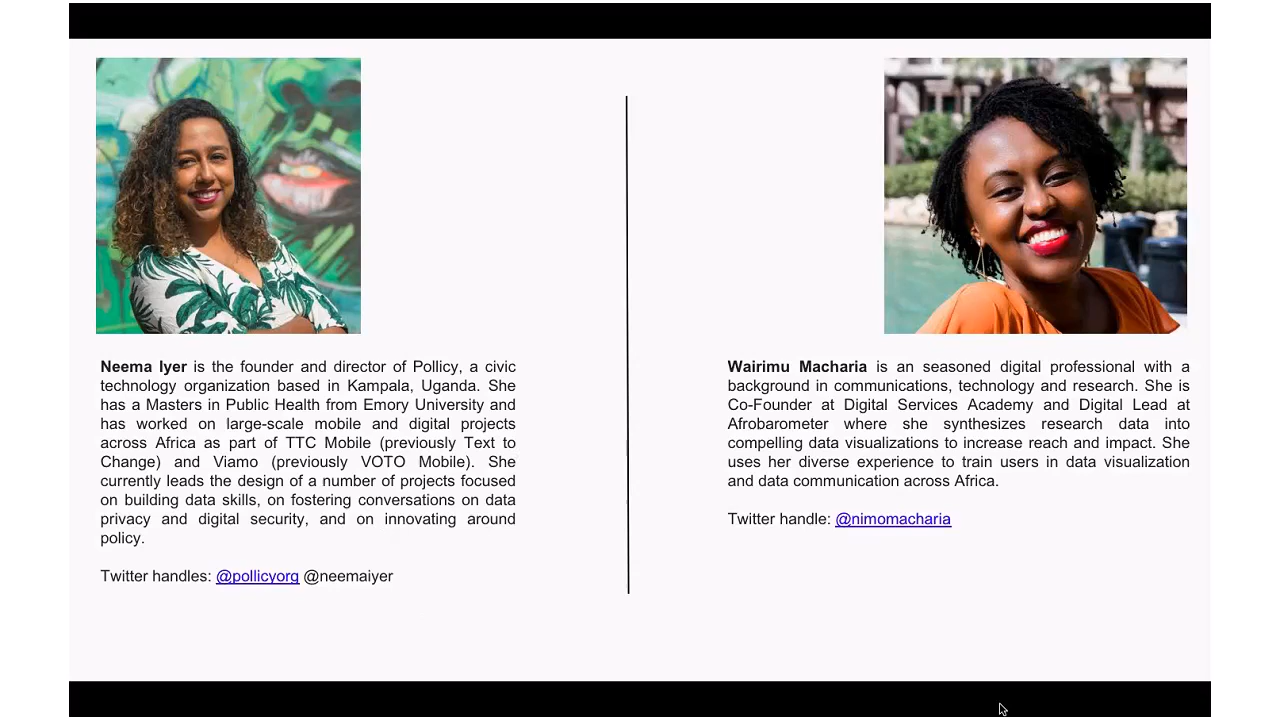 Neema Iyer is the founder and director of Pollicy, a civic
technology organization based in Kampala, Uganda. She
has a Masters in Public Health from Emory University and
has worked on large-scale mobile and digital projects
across Africa as part of TTC Mobile (previously Text to
Change) and Viamo (previously VOTO Mobile). She
currently leads the design of a number of projects focused
on building data skills, on fostering conversations on data
privacy and digital security, and on innovating around
policy.
Twitter handles: @pollicyorg @neemaiyer
Wairimu Macharia is an seasoned digital professional with a
background in communications, technology and research. She is
Co-Founder at Digital Services Academy and Digital Lead at
Afrobarometer where she synthesizes research data into
compelling data visualizations to increase reach and impact. She
uses her diverse experience to train users in data visualization
and data communication across Africa.
Twitter handle: @nimomacharia